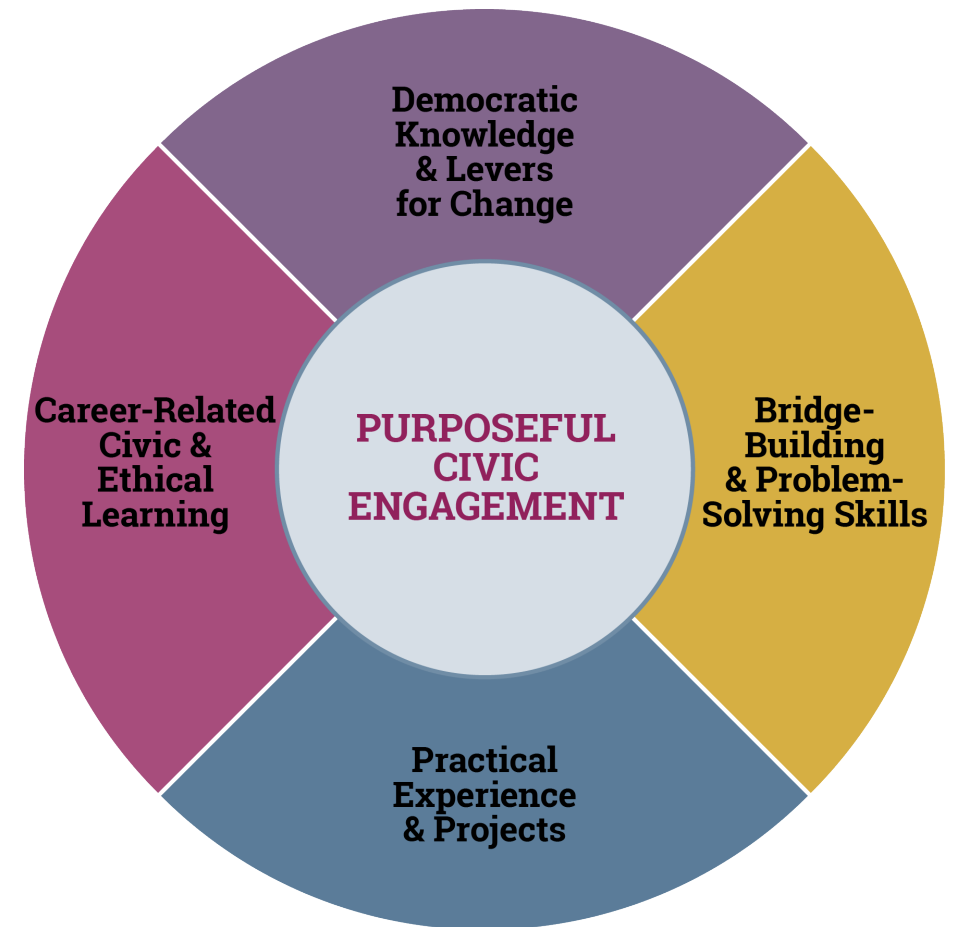 Democratic
Knowledge
& Levers
for Change
Career-Related
Civic &
Ethical
Learning
PURPOSEFUL
CIVIC
ENGAGEMENT
Bridge-
Building
& Problem-
Solving Skills
Practical
Experience
& Projects